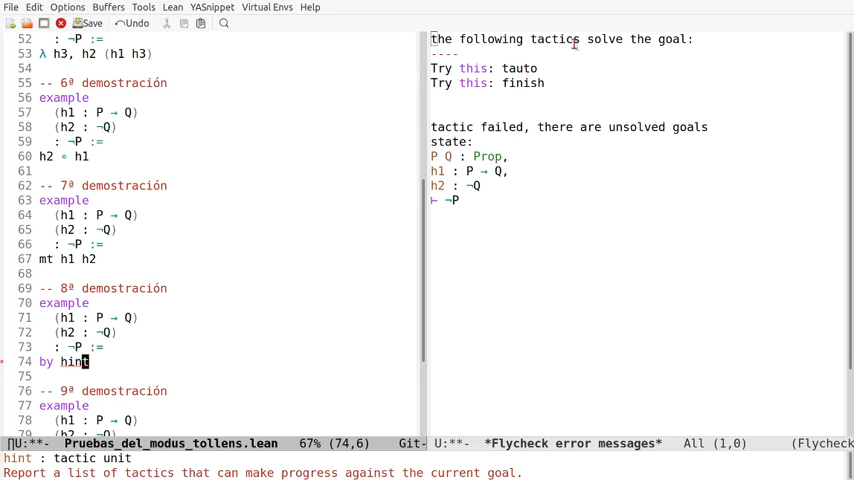 File Edit Options Buffers Tools Lean YASnippet Virtual Envs Help
Save Undo
52 : ¬P :=
53 λ h3, h2 (h1 h3)
54
55 -- 6ª demostración
56 example
57 (h1 : P → Q)
58 (h2 : ¬Q)
59 : ¬P :=
60 h2 ∘ h1
61
62 -- 7ª demostración
63 example
64 (h1 : P → Q)
65 (h2 : ¬Q)
66 : ¬P :=
67 mt h1 h2
68
69 -- 8ª demostración
70 example
71 (h1 : P → Q)
72 (h2 : ¬Q)
73 : ¬P :=
74 by hint
75
76 -- 9ª demostración
77 example
78 (h1 : P → Q)
79 (h2 : ¬Q)
U:**- Pruebas_del_modus_tollens.lean 67% (74,6) Git-
the following tactics solve the goal:
----
Try this: tauto
Try this: finish
tactic failed, there are unsolved goals
state:
P Q : Prop,
h1 : P → Q,
h2 : ¬Q
⊢ ¬P
U:**- *Flycheck error messages* All (1,0) (Flycheck
hint : tactic unit
Report a list of tactics that can make progress against the current goal.